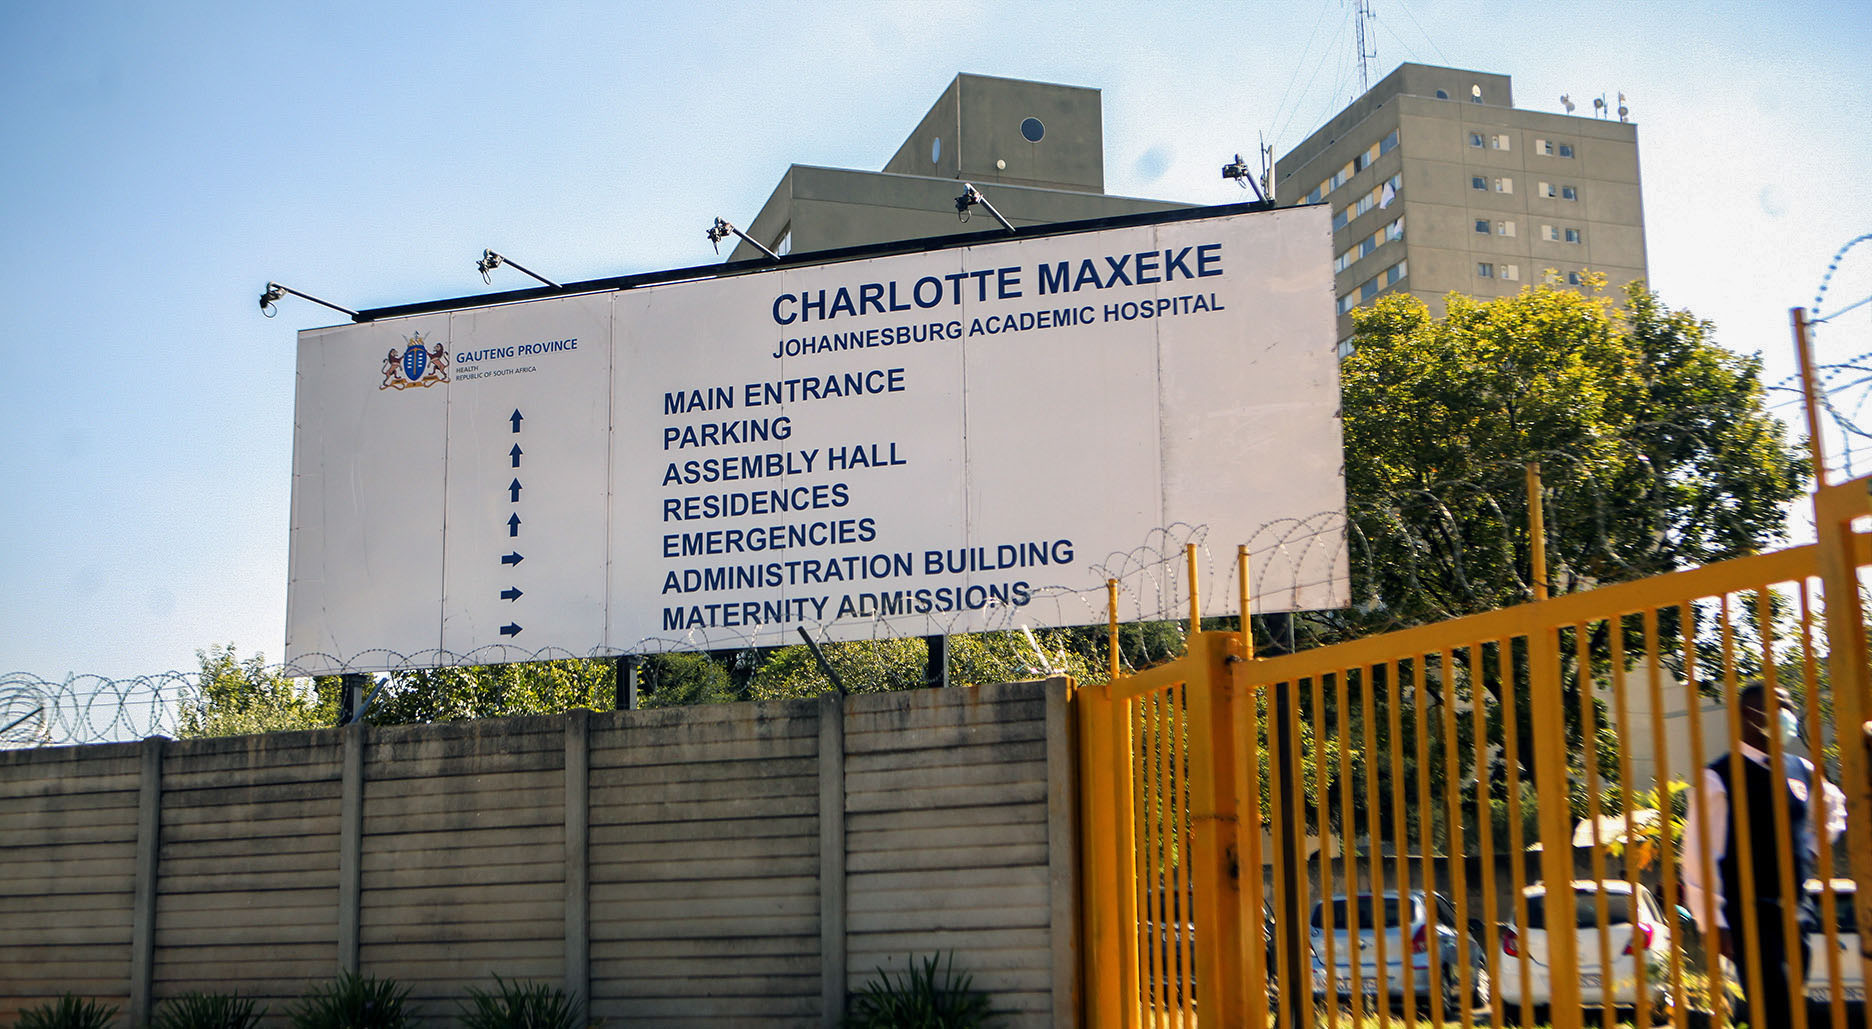 CHARLOTTE MAXEKE
JOHANNESBURG ACADEMIC HOSPITAL
GAUTENG PROVINCE
HEALTH
REPUBLIC OF SOUTH AFRICA
MAIN ENTRANCE
PARKING
ASSEMBLY HALL
RESIDENCES
EMERGENCIES
ADMINISTRATION BUILDING
MATERNITY ADMiSSIONS